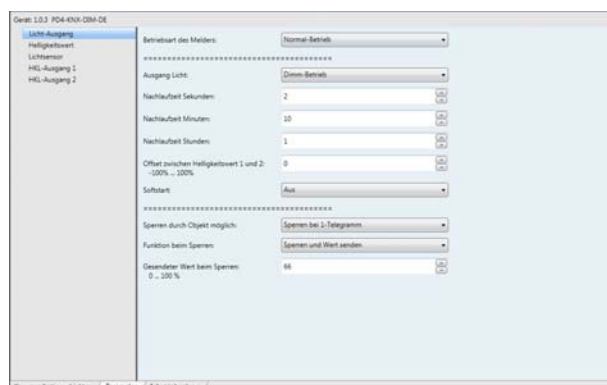 Gerät: 1.0.3 PD4-KNX-DIM-DE
Licht-Ausgang
Helligkeitswert
Lichtsensor
HKL-Ausgang 1
HKL-Ausgang 2
Betriebsart des Melders: Normal-Betrieb
Ausgang Licht: Dimm-Betrieb
Nachlaufzeit Sekunden: 2
Nachlaufzeit Minuten: 10
Nachlaufzeit Stunden: 1
Offset zwischen Helligkeitswert 1 und 2: 0
-100% ... 100%
Softstart: Aus
Sperren durch Objekt möglich: Sperren bei 1-Telegramm
Funktion beim Sperren: Sperren und Wert senden
Gesendeter Wert beim Sperren: 66
0 ... 100 %